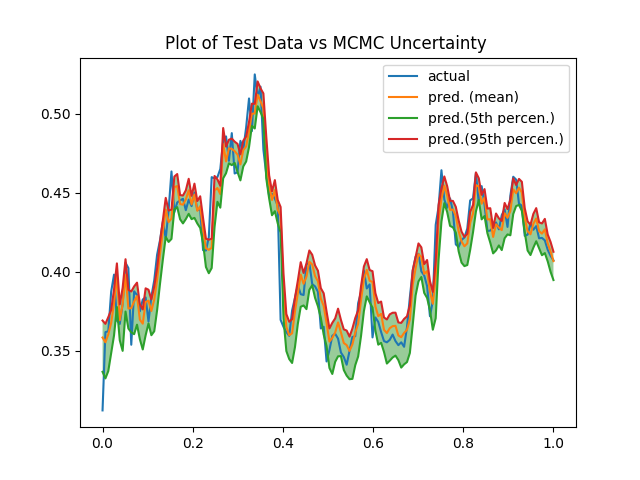 Plot of Test Data vs MCMC Uncertainty
actual
pred. (mean)
pred.(5th percen.)
pred.(95th percen.)
0.50
0.45
0.40
0.35
0.0 0.2 0.4 0.6 0.8 1.0